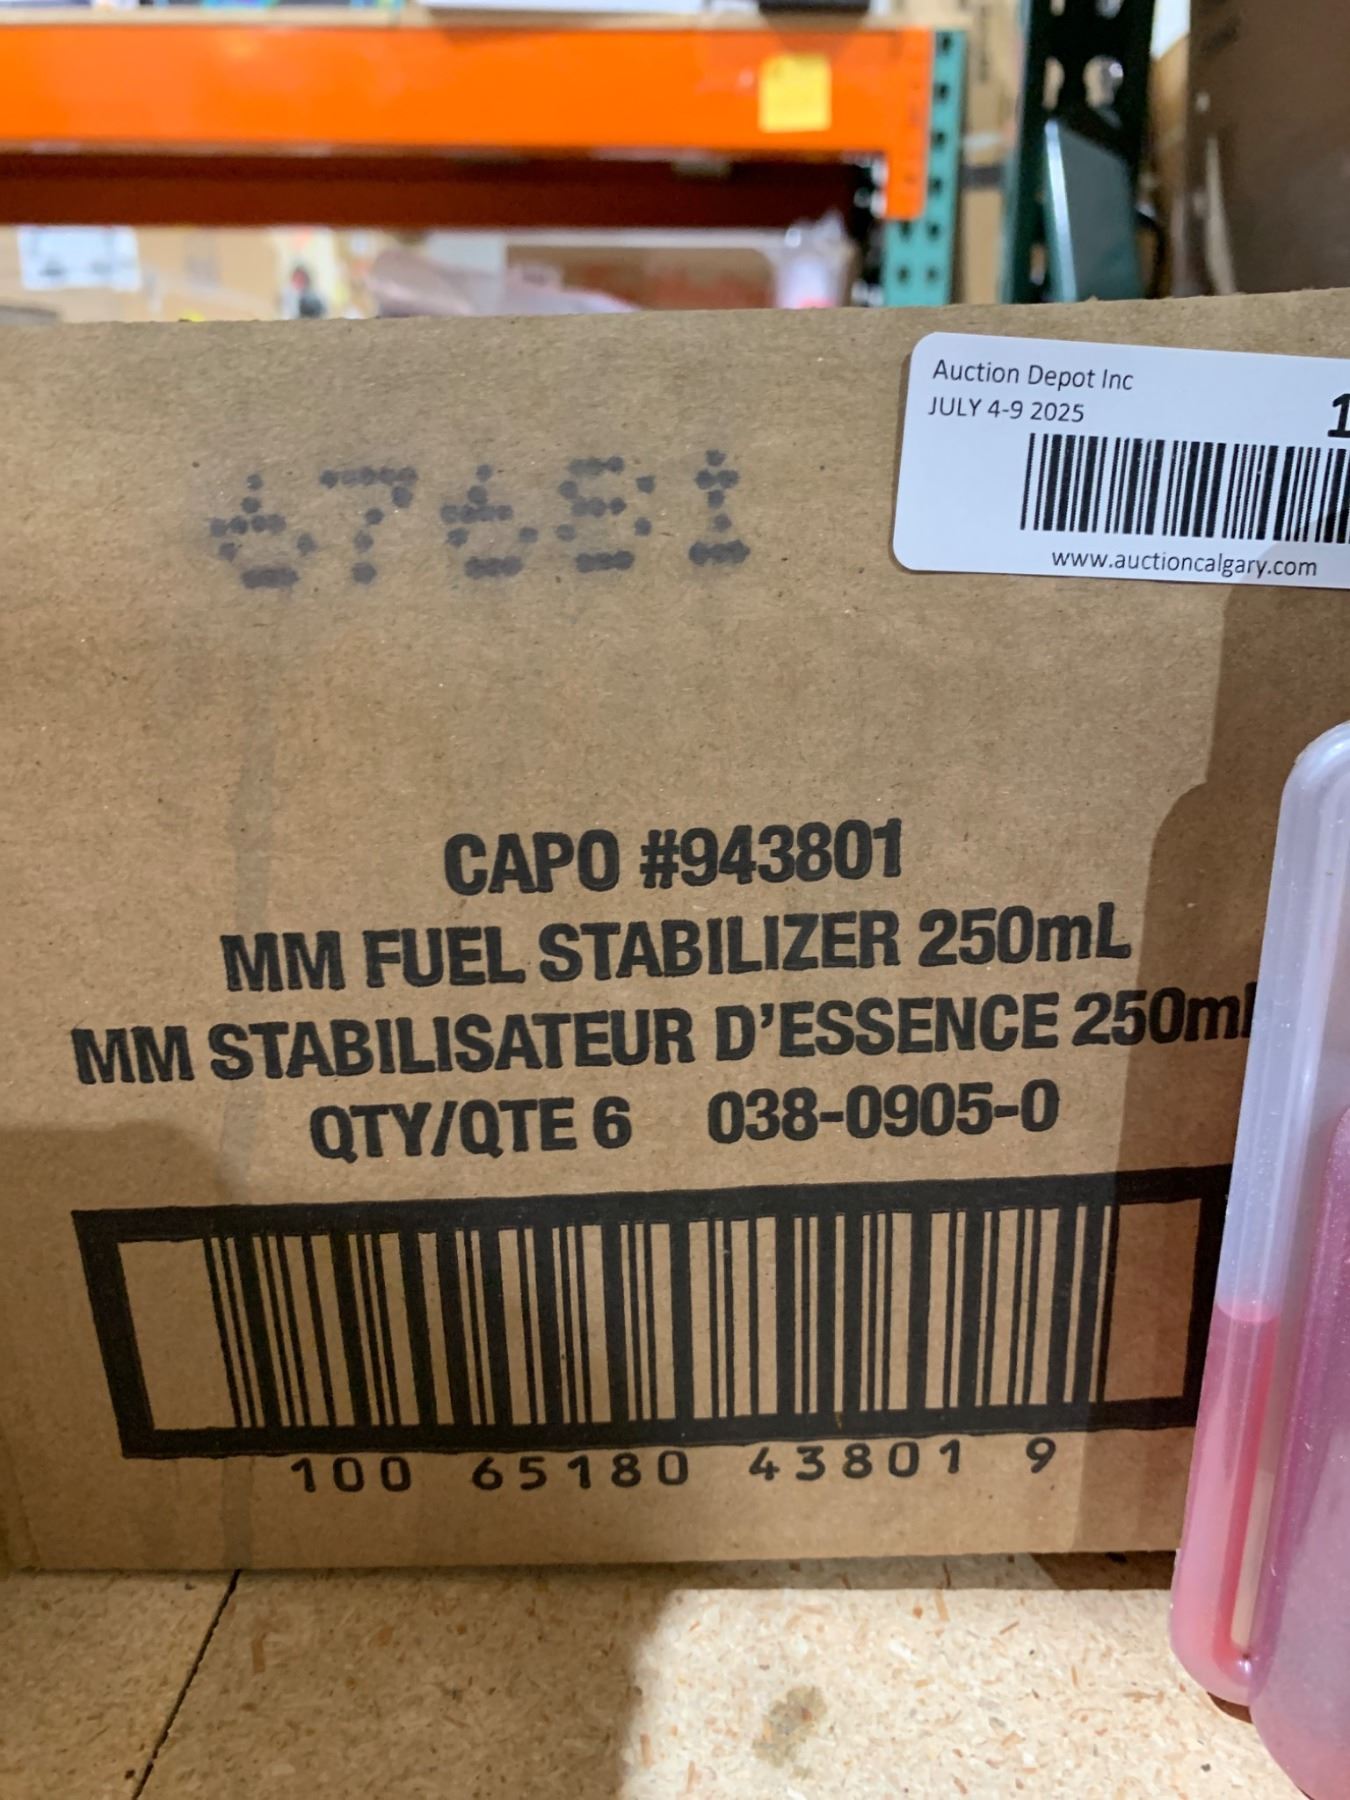 Auction Depot Inc
JULY 4-9 2025
www.auctioncalgary.com
CAPO #943801
MM FUEL STABILIZER 250mL
MM STABILISATEUR D'ESSENCE 250ml
QTY/QTE 6 038-0905-0
100 65180 43801 9